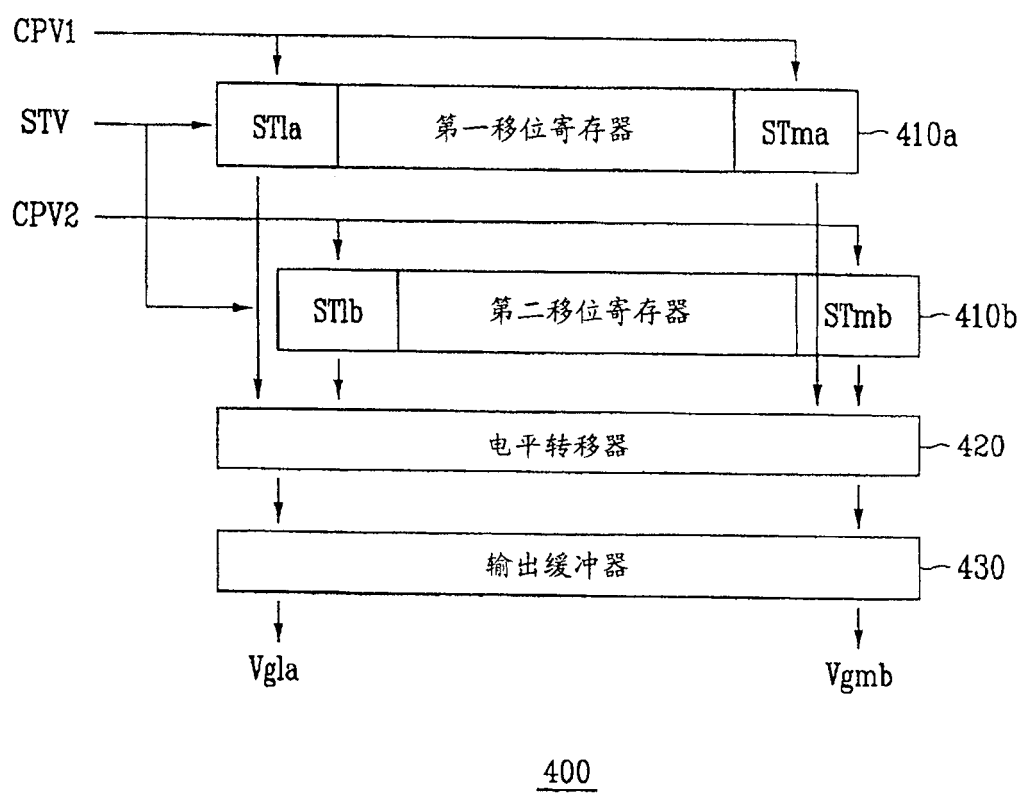 CPV1
STV
ST1a 第一移位寄存器 STma 410a
CPV2
ST1b 第二移位寄存器 STmb 410b
电平转移器 420
输出缓冲器 430
Vg1a Vgmb
400